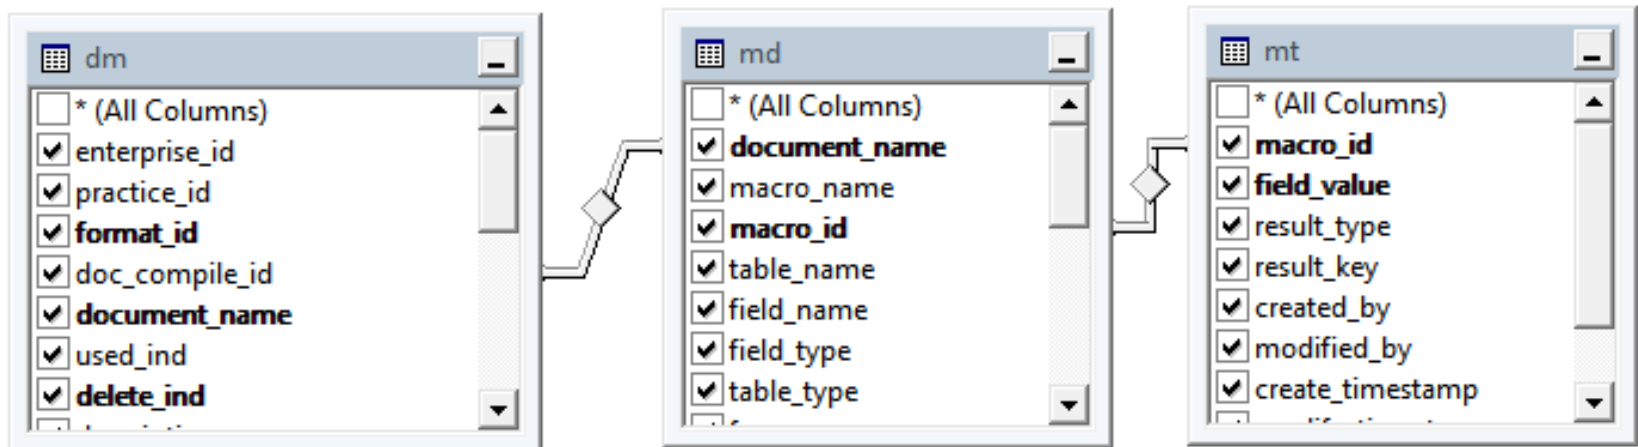 dm
* (All Columns)
enterprise_id
practice_id
format_id
doc_compile_id
document_name
used_ind
delete_ind
md
* (All Columns)
document_name
macro_name
macro_id
table_name
field_name
field_type
table_type
mt
* (All Columns)
macro_id
field_value
result_type
result_key
created_by
modified_by
create_timestamp